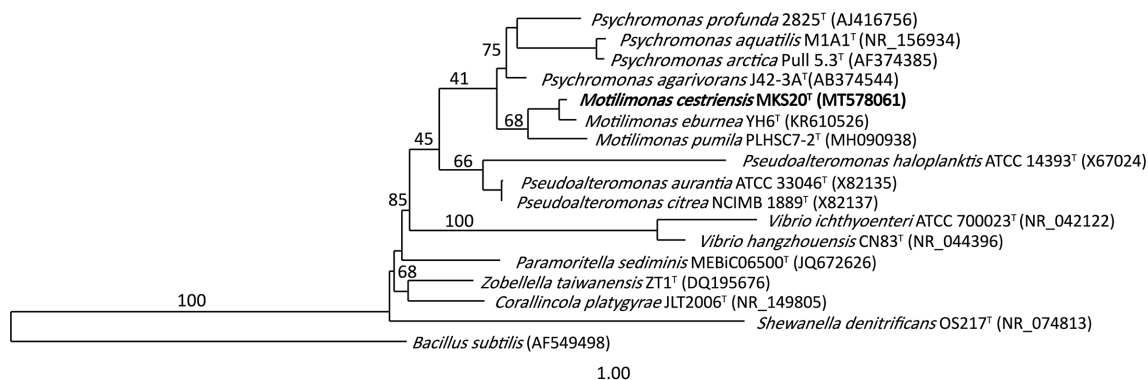 Psychromonas profunda 2825ᵀ (AJ416756)
75
Psychromonas aquatilis M1A1ᵀ (NR_156934)
Psychromonas arctica Pull 5.3ᵀ (AF374385)
41
Psychromonas agarivorans J42-3Aᵀ (AB374544)
Motilimonas cestriensis MKS20ᵀ (MT578061)
68
Motilimonas eburnea YH6ᵀ (KR610526)
45
Motilimonas pumila PLHSC7-2ᵀ (MH090938)
66
Pseudoalteromonas haloplanktis ATCC 14393ᵀ (X67024)
Pseudoalteromonas aurantia ATCC 33046ᵀ (X82135)
85
Pseudoalteromonas citrea NCIMB 1889ᵀ (X82137)
100
Vibrio ichthyoenteri ATCC 700023ᵀ (NR_042122)
Vibrio hangzhouensis CN83ᵀ (NR_044396)
Paramoritella sediminis MEBiC06500ᵀ (JQ672626)
68
Zobellella taiwanensis ZT1ᵀ (DQ195676)
100
Corallincola platygyrae JLT2006ᵀ (NR_149805)
Shewanella denitrificans OS217ᵀ (NR_074813)
Bacillus subtilis (AF549498)
1.00